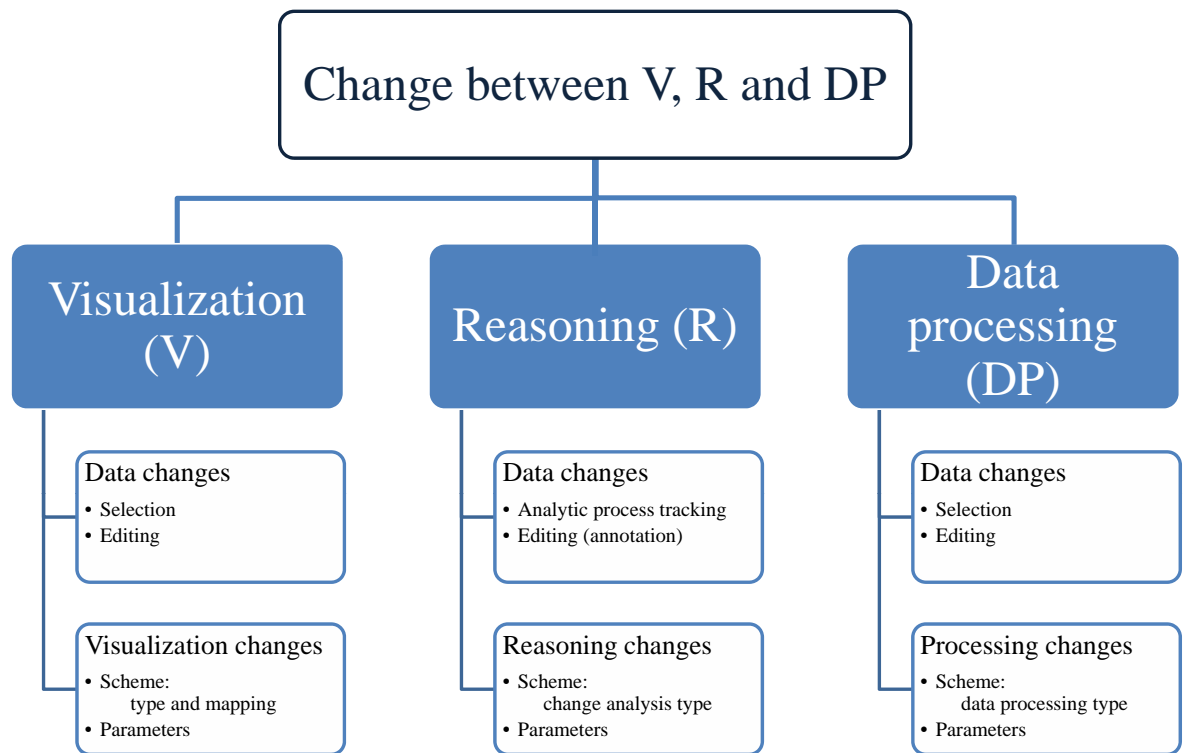 Change between V, R and DP
Visualization
(V)
Data changes
• Selection
• Editing
Visualization changes
• Scheme:
type and mapping
• Parameters
Reasoning (R)
Data changes
• Analytic process tracking
• Editing (annotation)
Reasoning changes
• Scheme:
change analysis type
• Parameters
Data
processing
(DP)
Data changes
• Selection
• Editing
Processing changes
• Scheme:
data processing type
• Parameters